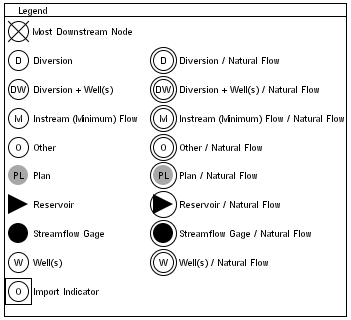 Legend
Most Downstream Node
D Diversion D Diversion / Natural Flow
DW Diversion + Well(s) DW Diversion + Well(s) / Natural Flow
M Instream (Minimum) Flow M Instream (Minimum) Flow / Natural Flow
O Other O Other / Natural Flow
PL Plan PL Plan / Natural Flow
Reservoir Reservoir / Natural Flow
Streamflow Gage Streamflow Gage / Natural Flow
W Well(s) W Well(s) / Natural Flow
O Import Indicator